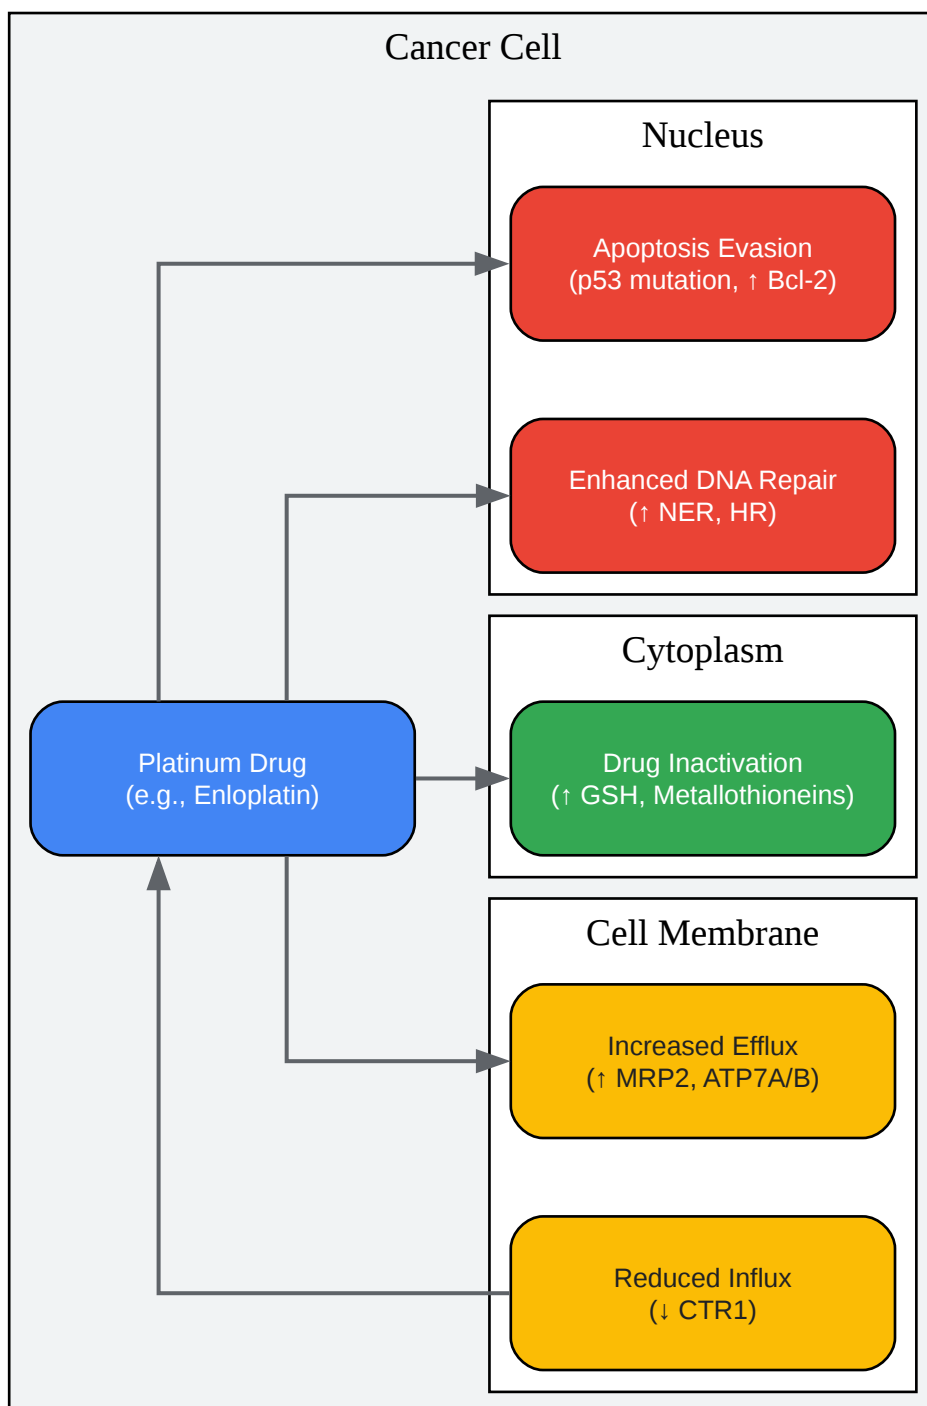 Cancer Cell
Nucleus
Apoptosis Evasion
(p53 mutation, ↑ Bcl-2)
Enhanced DNA Repair
(↑ NER, HR)
Cytoplasm
Platinum Drug
(e.g., Enloplatin)
Drug Inactivation
(↑ GSH, Metallothioneins)
Cell Membrane
Increased Efflux
(↑ MRP2, ATP7A/B)
Reduced Influx
(↓ CTR1)